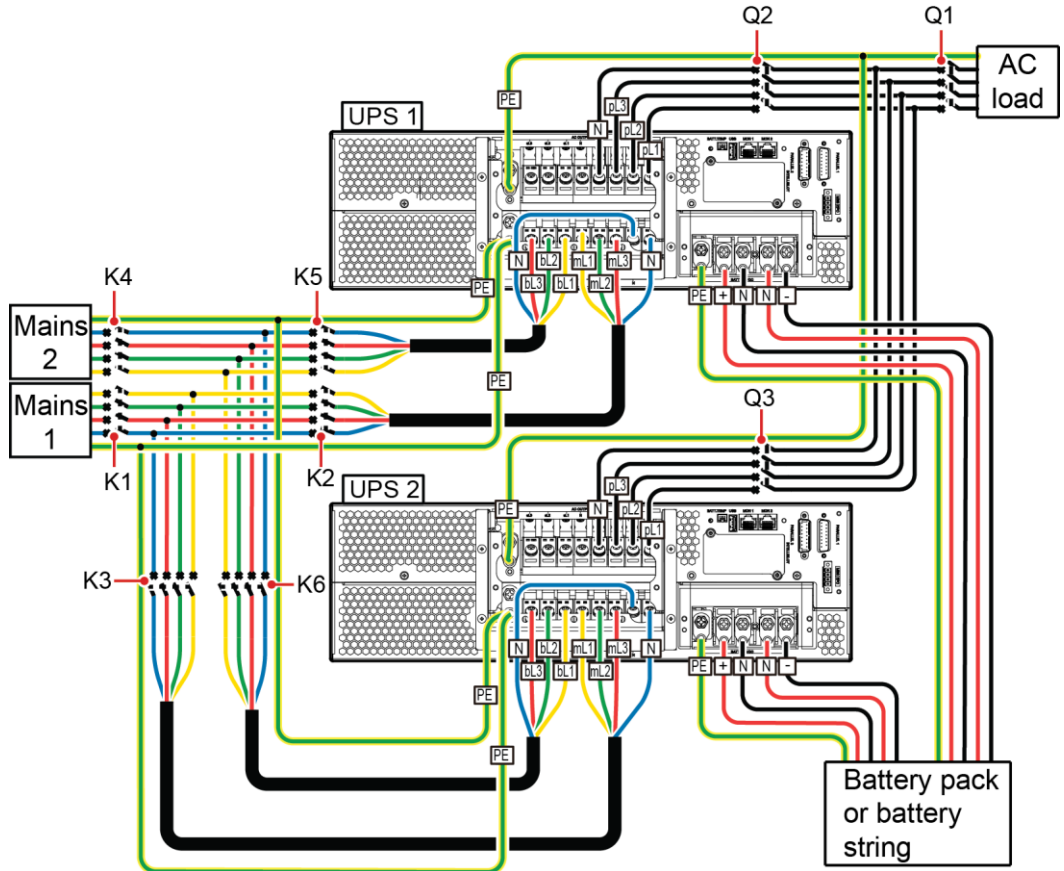 Q2
Q1
AC
load
PE
UPS 1
N
pL3
pL2
pL1
N
bL3
bL2
bL1
mL1
mL2
mL3
N
PE
PE
+
N
N
-
K4
K5
Mains
2
Mains
1
PE
K1
K2
Q3
UPS 2
PE
N
pL3
pL2
pL1
K3
K6
N
bL3
bL2
bL1
mL1
mL2
mL3
N
PE
PE
+
N
N
-
PE
Battery pack
or battery
string